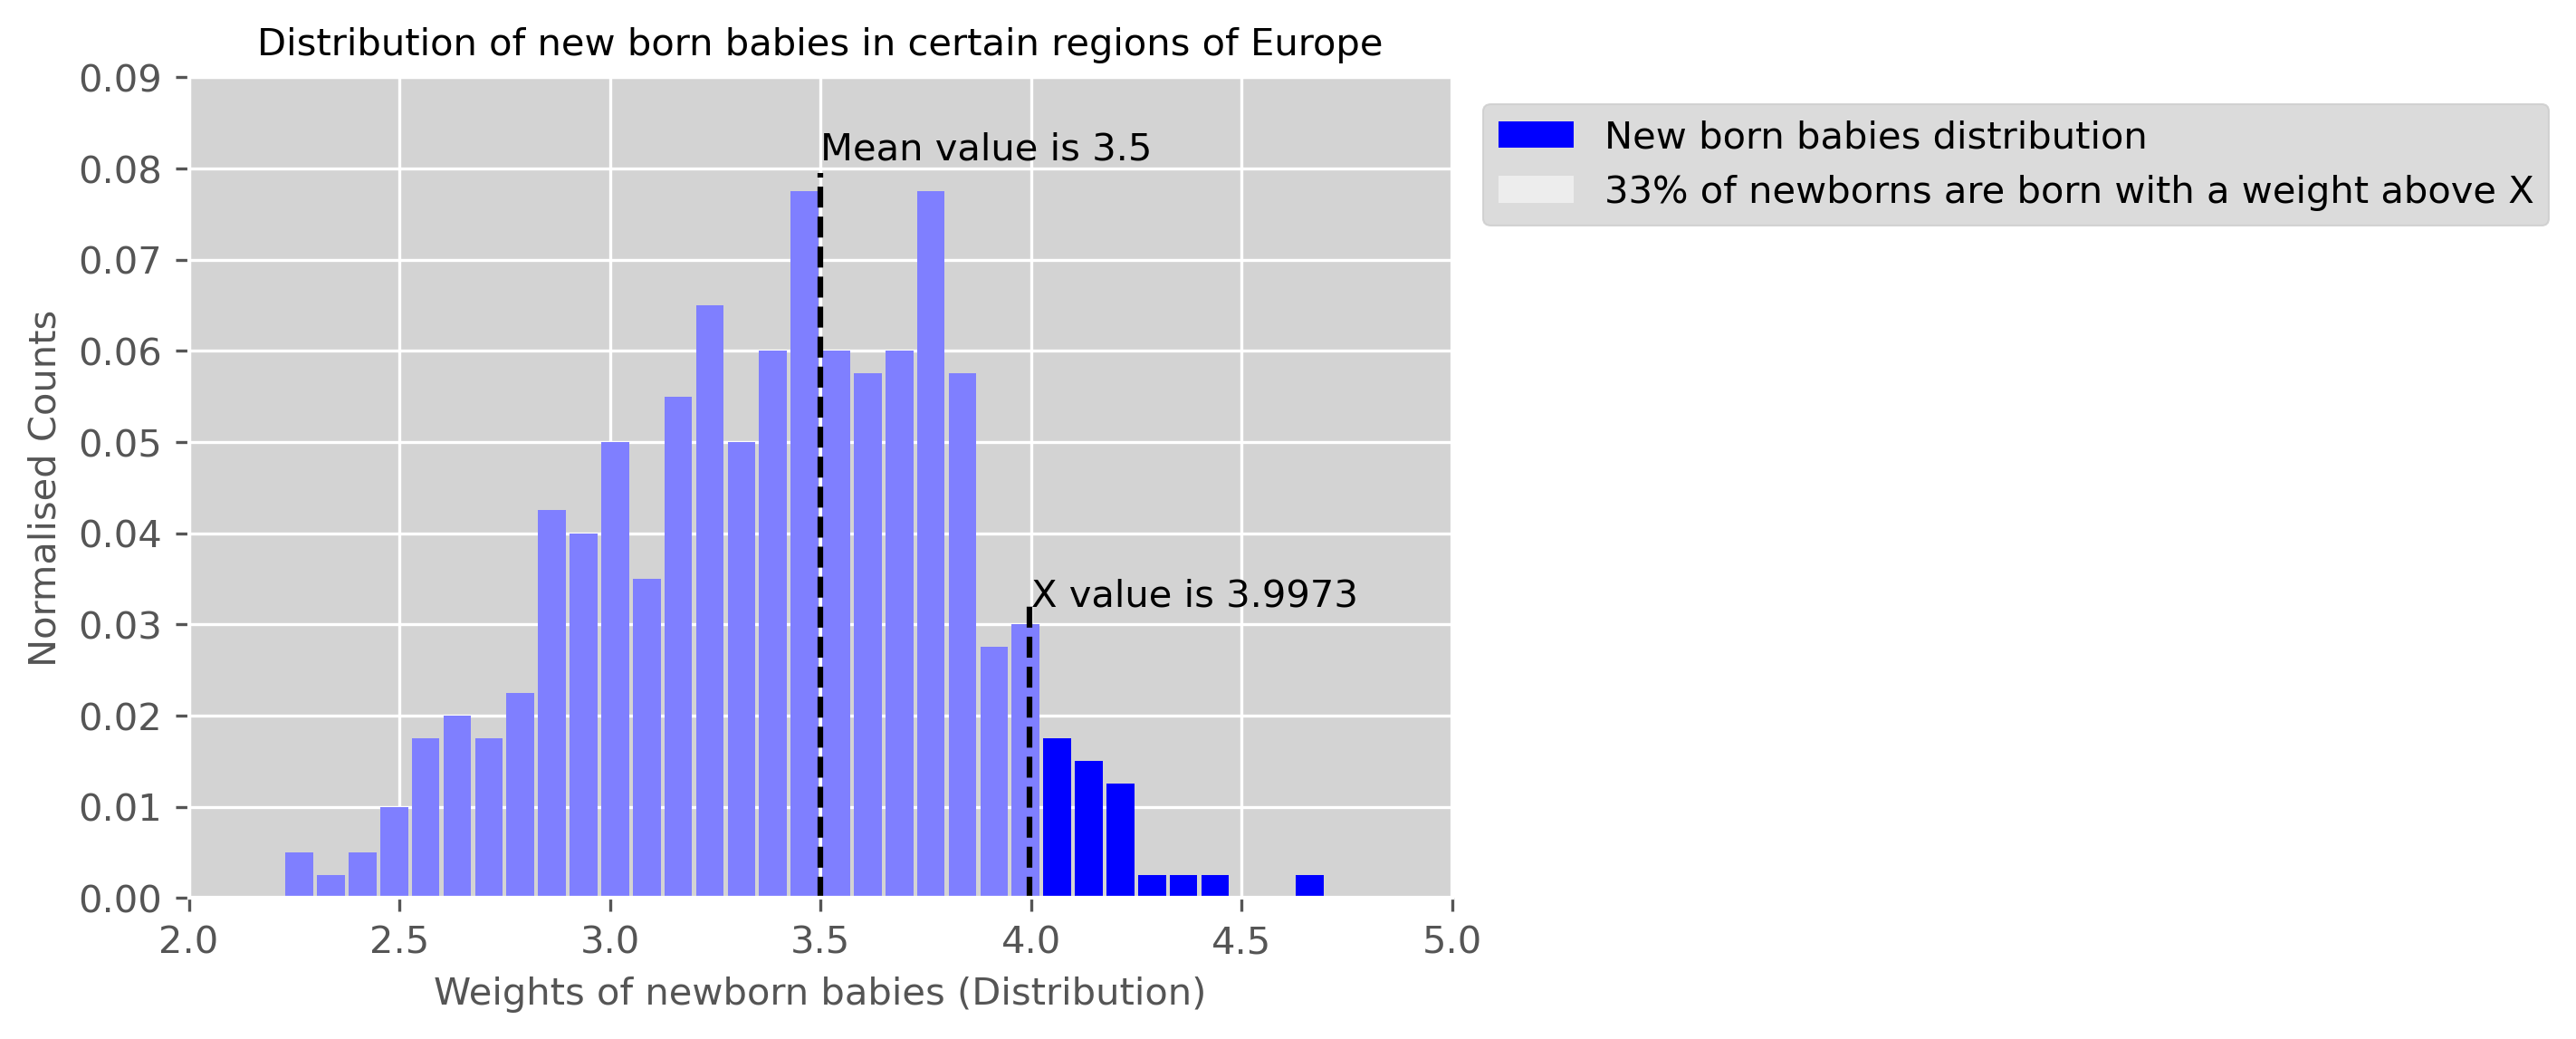 Distribution of new born babies in certain regions of Europe
0.09
0.08
0.07
0.06
0.05
0.04
0.03
0.02
0.01
0.00
Normalised Counts
Mean value is 3.5
X value is 3.9973
2.0 2.5 3.0 3.5 4.0 4.5 5.0
Weights of newborn babies (Distribution)
New born babies distribution
33% of newborns are born with a weight above X